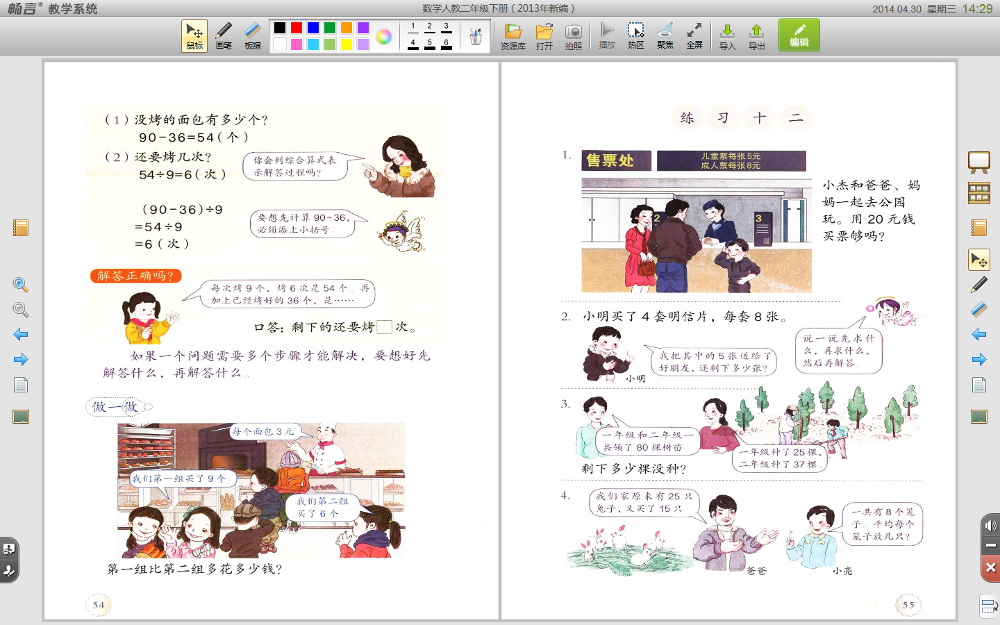 畅言® 教学系统
数学人教二年级下册（2013年新编）
2014.04.30 星期三 14:29
鼠标 画笔 板擦
1 2 3
4 5 6
资源库 打开 拍照 播放 热区 聚焦 全屏 导入 导出 编辑
（1）没烤的面包有多少个？
90－36=54（个）
（2）还要烤几次？
54÷9=6（次）
你会列综合算式表
示解答过程吗？
（90－36）÷9
=54÷9
=6（次）
要想先计算 90－36，
必须添上小括号。
解答正确吗？
每次烤 9 个，烤 6 次是 54 个。再
加上已经烤好的 36 个，是……
口答：剩下的还要烤□次。
如果一个问题需要多个步骤才能解决，要想好先
解答什么，再解答什么。
做一做
每个面包 3 元
我们第一组买了 9 个。
我们第二组
买了 6 个
第一组比第二组多花多少钱？
54
练 习 十 二
1.
售票处
儿童票每张5元
成人票每张8元
2
3
小杰和爸爸、妈
妈一起去公园
玩。用 20 元钱
买票够吗？
2. 小明买了 4 套明信片，每套 8 张。
我把其中的 5 张送给了
好朋友，还剩下多少张？
小明
说一说先求什
么，再求什么，
然后再解答。
3.
一年级和二年级一
共领了 80 棵树苗。
一年级种了 25 棵，
二年级种了 37 棵。
剩下多少棵没种？
4.
我们家原来有 25 只
兔子，又买了 15 只。
爸爸
一共有 8 个笼
子。平均每个
笼子放几只？
小亮
55